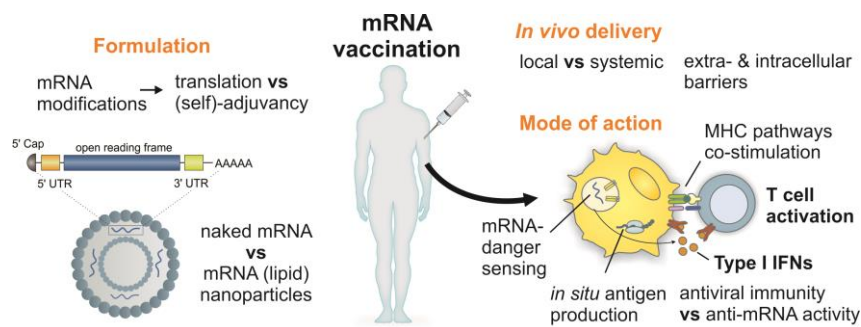 mRNA
vaccination
Formulation
mRNA
modifications
translation vs
(self)-adjuvancy
5' Cap
open reading frame
AAAAA
5' UTR
3' UTR
naked mRNA
vs
mRNA (lipid)
nanoparticles
In vivo delivery
local vs systemic
extra- & intracellular
barriers
Mode of action
MHC pathways
co-stimulation
T cell
activation
mRNA-
danger
sensing
Type I IFNs
in situ antigen
production
antiviral immunity
vs anti-mRNA activity